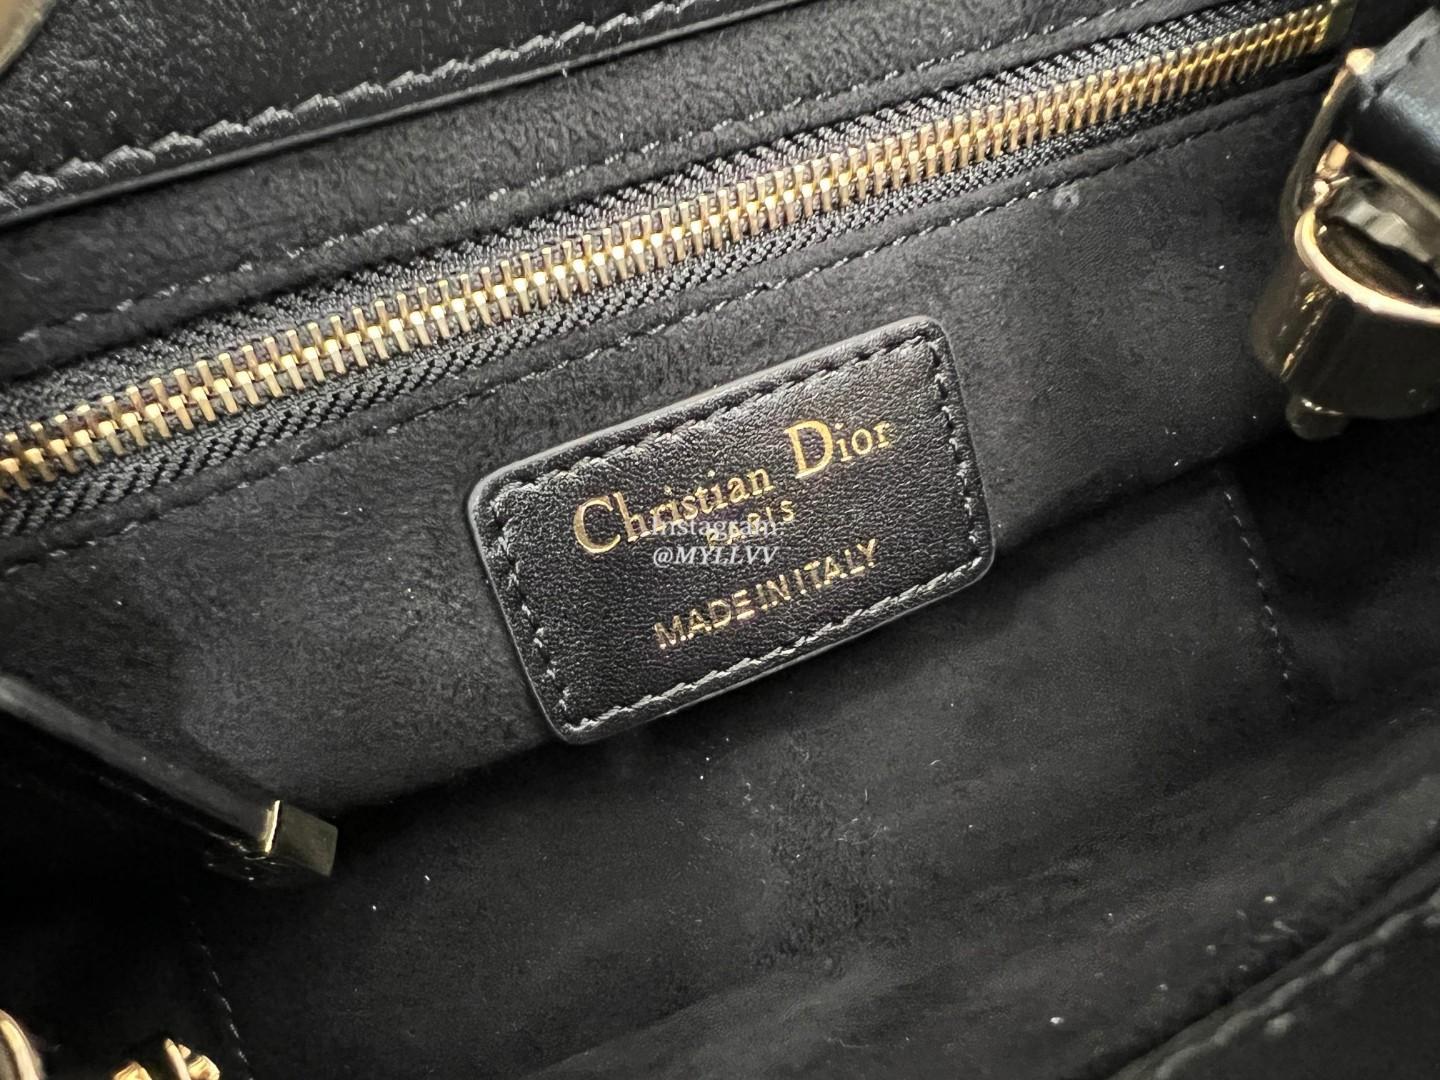 Christian Dior
PARIS
instagram
@MYLLVV
MADE IN ITALY